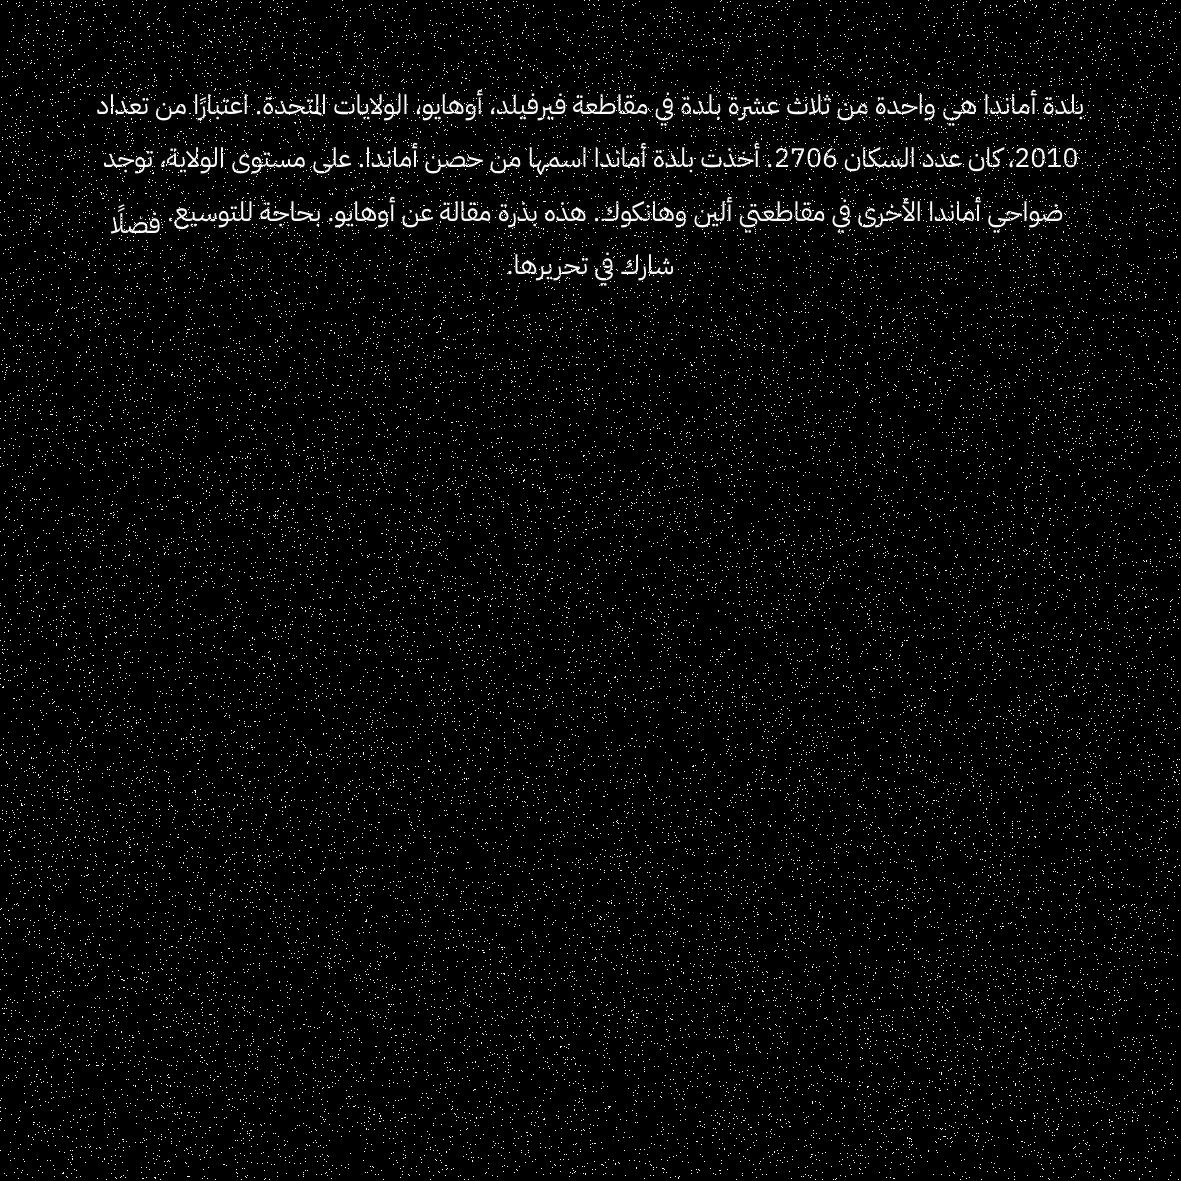 بلدة أماندا هي واحدة من ثلاث عشرة بلدة في مقاطعة فيرفيلد، أوهايو، الولايات المتحدة. اعتبارًا من تعداد
2010، كان عدد السكان 2706. أخذت بلدة أماندا اسمها من حصن أماندا. على مستوى الولاية، توجد
ضواحي أماندا الأخرى في مقاطعتي ألين وهانكوك. هذه بذرة مقالة عن أوهايو. بحاجة للتوسيع. فضلًا
شارك في تحريرها.